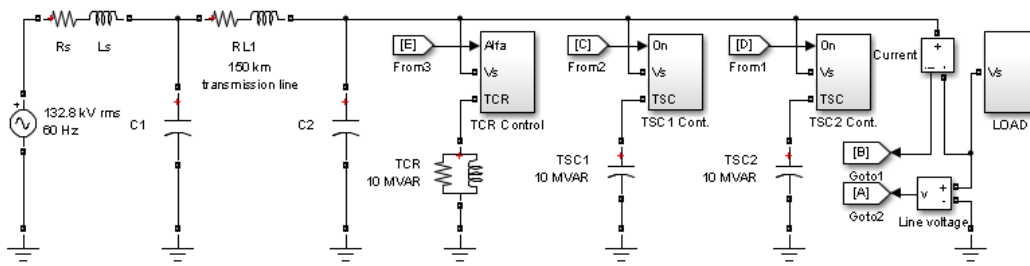 Rs Ls
RL1
150 km
transmission line
132.8 kV rms
60 Hz
C1
C2
[E]
From3
Alfa
Vs
TCR
TCR Control
TCR
10 MVAR
[C]
From2
On
Vs
TSC
TSC1 Cont.
TSC1
10 MVAR
[D]
From1
On
Vs
TSC
TSC2 Cont.
TSC2
10 MVAR
Current
+
-
Vs
LOAD
[B]
Goto1
[A]
Goto2
v
+
-
Line voltage
+